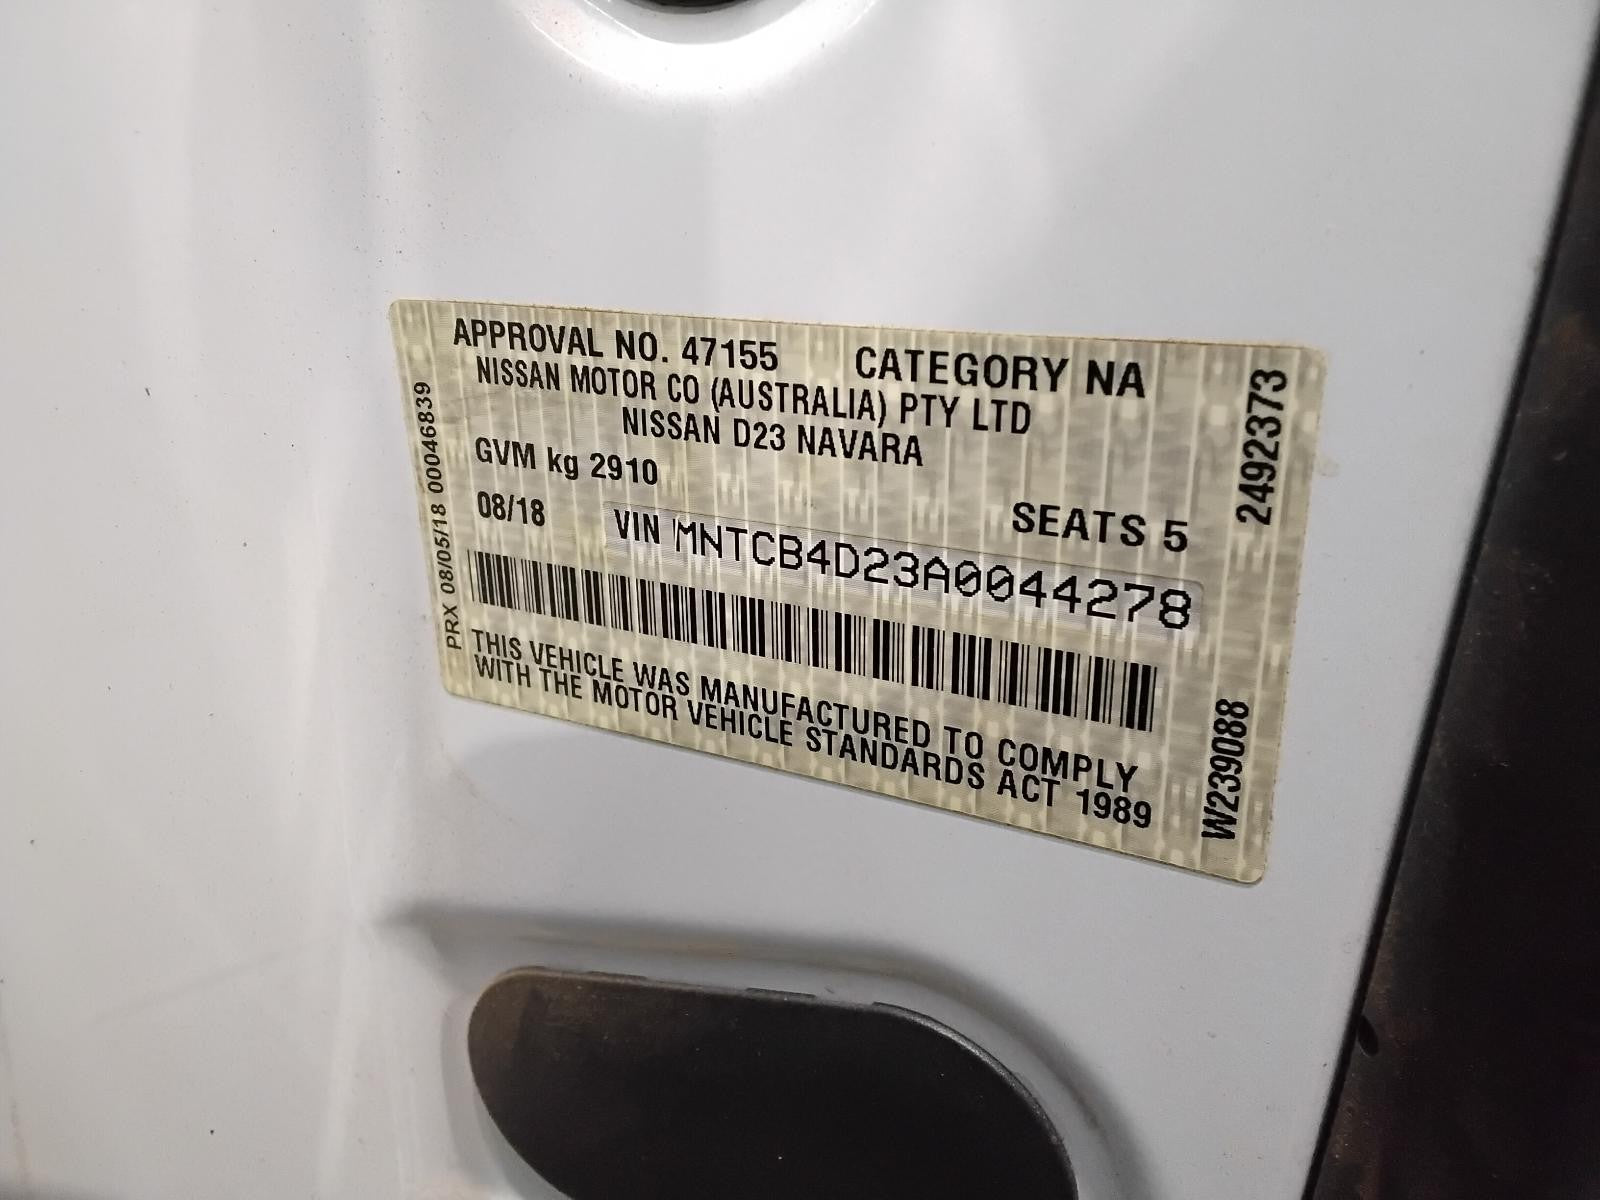 APPROVAL NO. 47155 CATEGORY NA
NISSAN MOTOR CO (AUSTRALIA) PTY LTD
NISSAN D23 NAVARA
GVM kg 2910
SEATS 5
08/18 VIN MNTCB4D23A0044278
THIS VEHICLE WAS MANUFACTURED TO COMPLY
WITH THE MOTOR VEHICLE STANDARDS ACT 1989
PRX 08/05/18 00046839
2492373
W239088